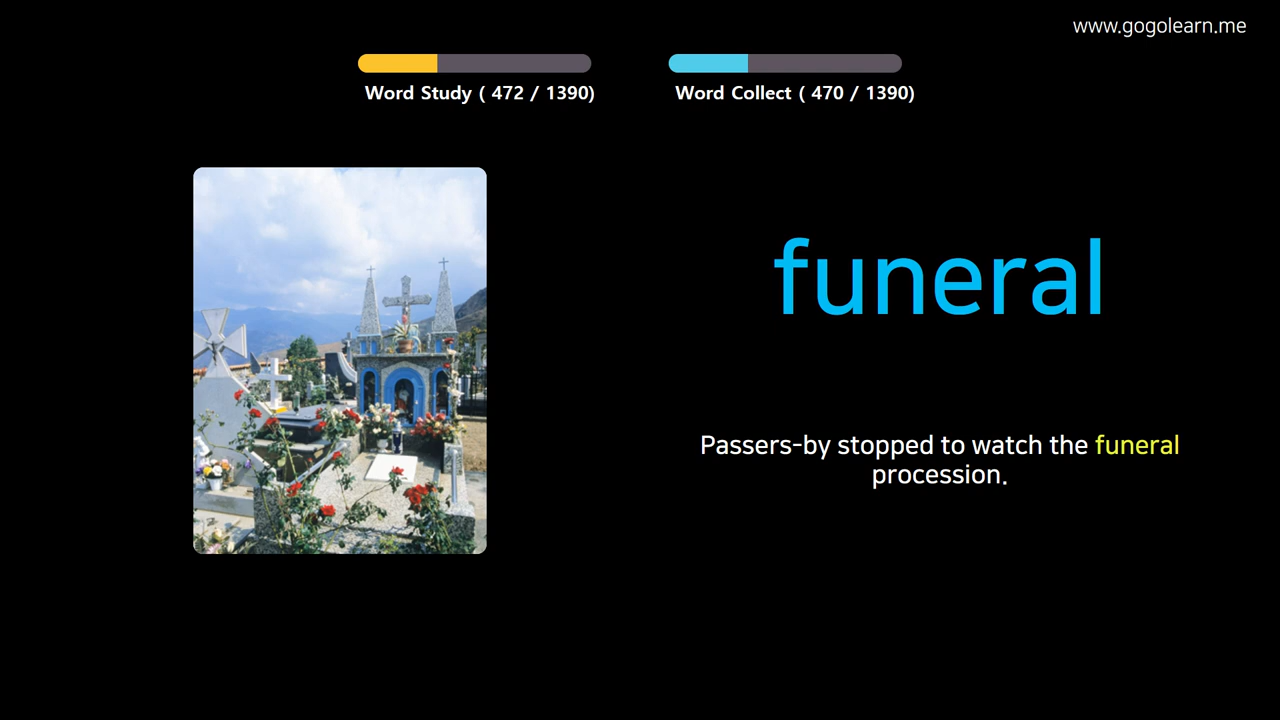 www.gogolearn.me
Word Study ( 472 / 1390)
Word Collect ( 470 / 1390)
funeral
Passers-by stopped to watch the funeral
procession.